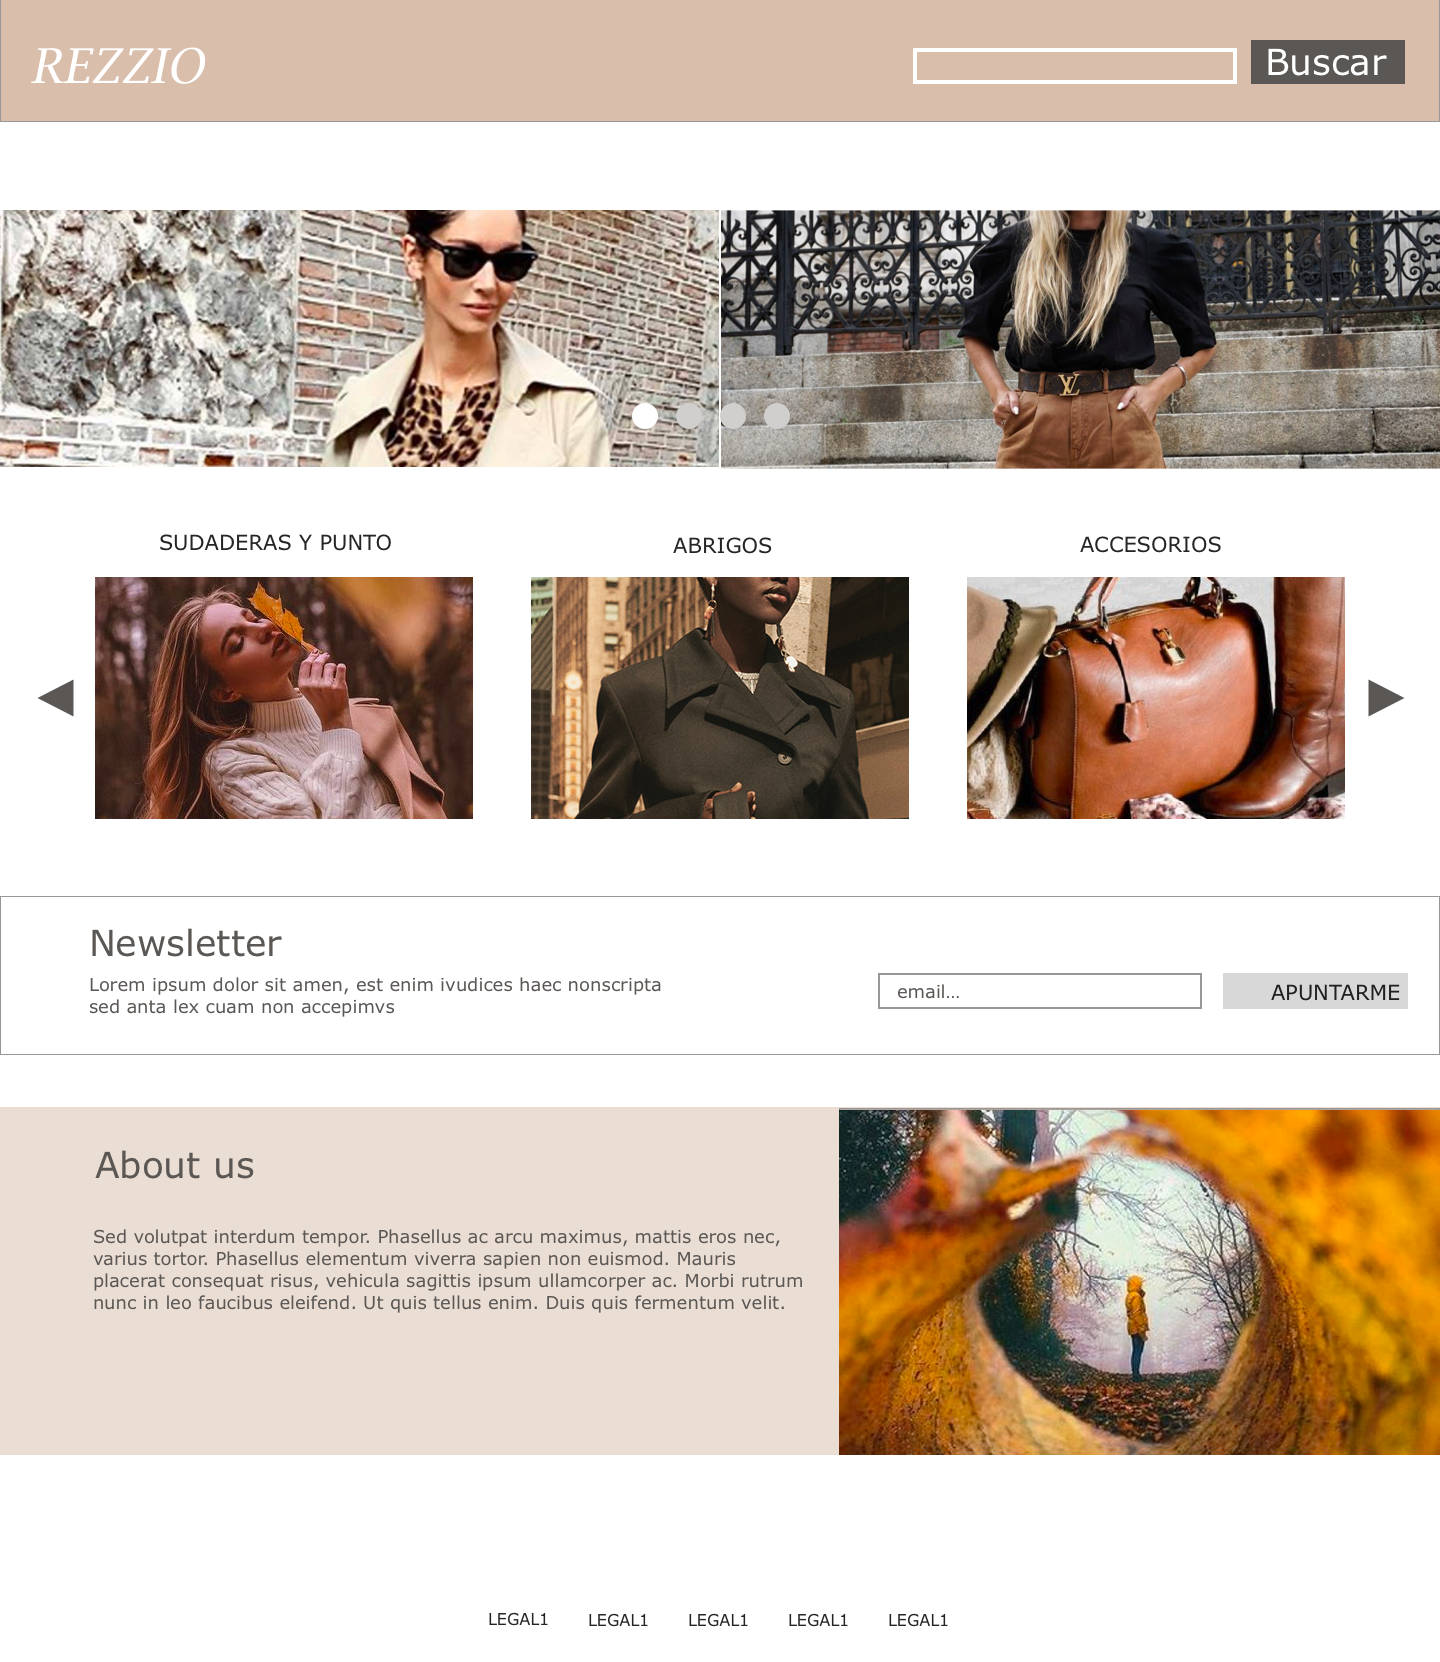 REZZIO
Buscar
SUDADERAS Y PUNTO
ABRIGOS
ACCESORIOS
Newsletter
Lorem ipsum dolor sit amen, est enim ivudices haec nonscripta
sed anta lex cuam non accepimvs
email...
APUNTARME
About us
Sed volutpat interdum tempor. Phasellus ac arcu maximus, mattis eros nec,
varius tortor. Phasellus elementum viverra sapien non euismod. Mauris
placerat consequat risus, vehicula sagittis ipsum ullamcorper ac. Morbi rutrum
nunc in leo faucibus eleifend. Ut quis tellus enim. Duis quis fermentum velit.
LEGAL1 LEGAL1 LEGAL1 LEGAL1 LEGAL1